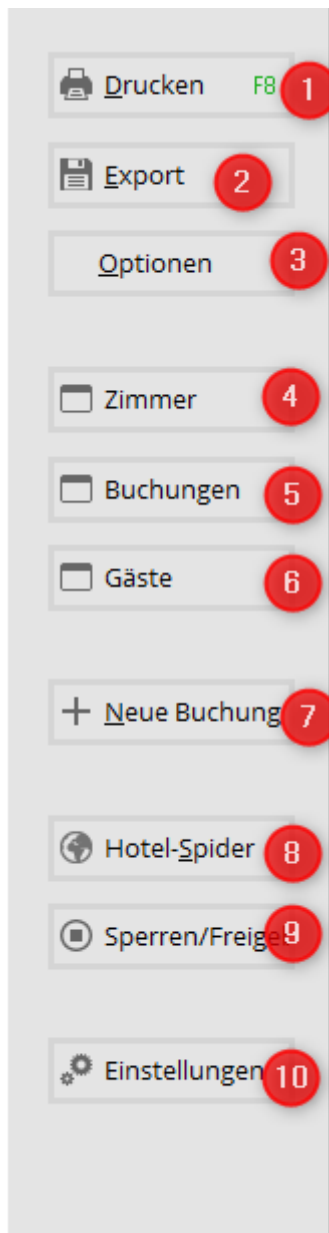 Drucken F8 1
Export 2
Optionen 3
Zimmer 4
Buchungen 5
Gäste 6
Neue Buchung 7
Hotel-Spider 8
9
Einstellungen 10